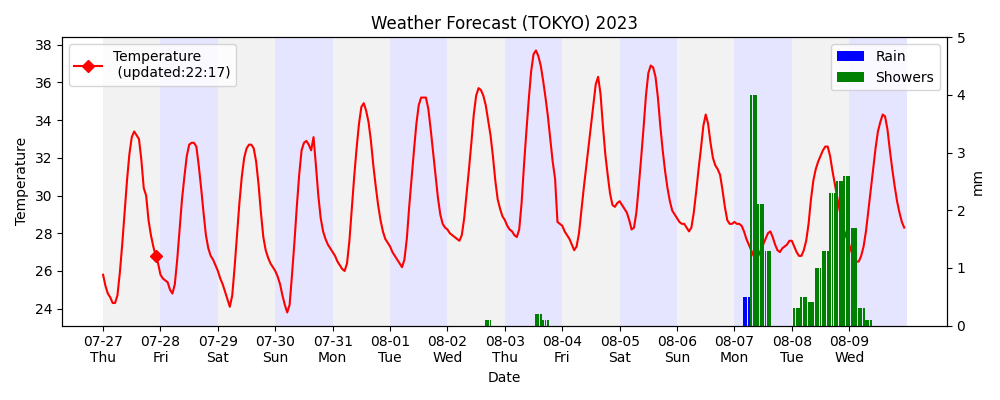 Weather Forecast (TOKYO) 2023
Temperature
(updated:22:17)
Rain
Showers
38
36
34
32
30
28
26
24
Temperature
5
4
3
2
1
0
mm
07-27 07-28 07-29 07-30 07-31 08-01 08-02 08-03 08-04 08-05 08-06 08-07 08-08 08-09
Thu Fri Sat Sun Mon Tue Wed Thu Fri Sat Sun Mon Tue Wed
Date